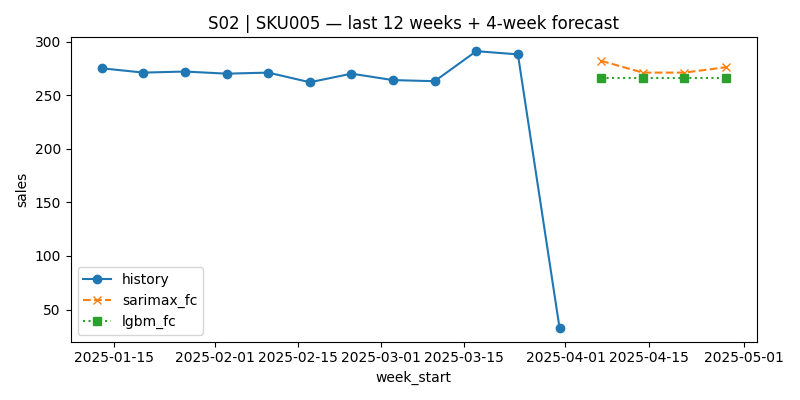 S02 | SKU005 — last 12 weeks + 4-week forecast
300
250
200
150
100
50
sales
history
sarimax_fc
lgbm_fc
2025-01-15 2025-02-01 2025-02-15 2025-03-01 2025-03-15 2025-04-01 2025-04-15 2025-05-01
week_start